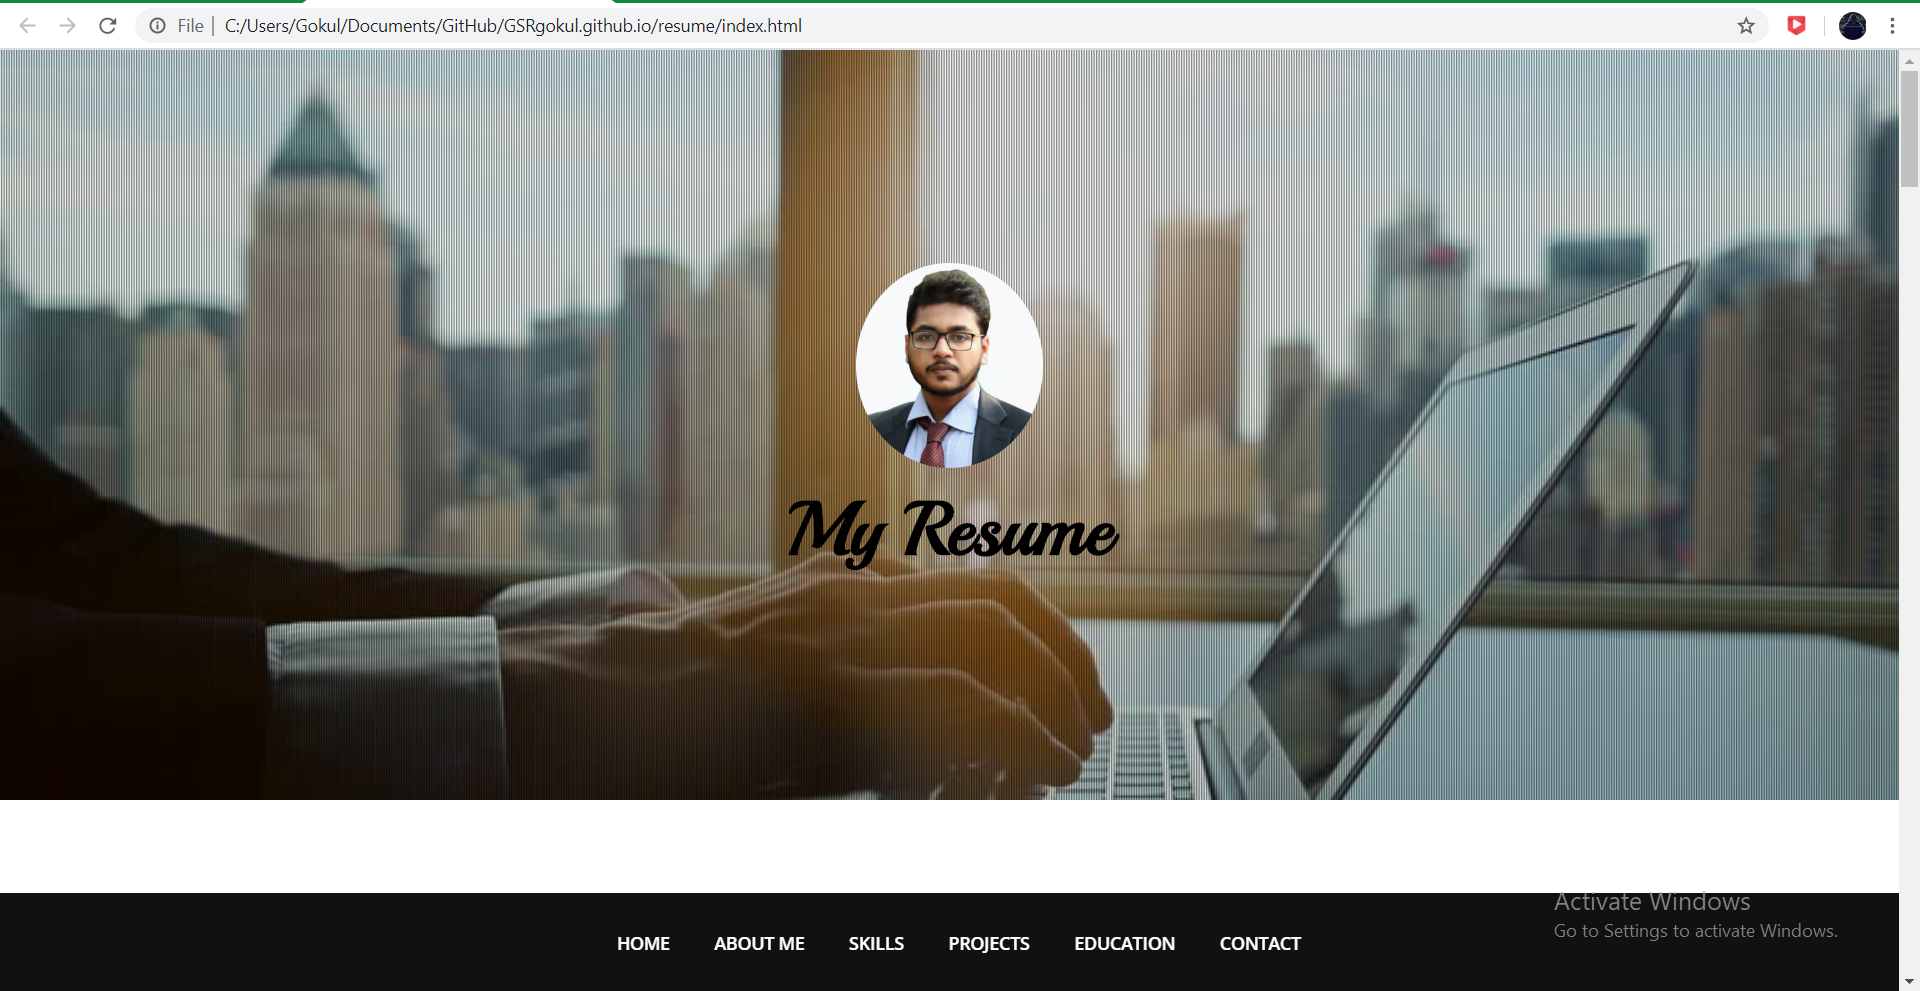 File | C:/Users/Gokul/Documents/GitHub/GSRgokul.github.io/resume/index.html
My Resume
HOME ABOUT ME SKILLS PROJECTS EDUCATION CONTACT
Activate Windows
Go to Settings to activate Windows.